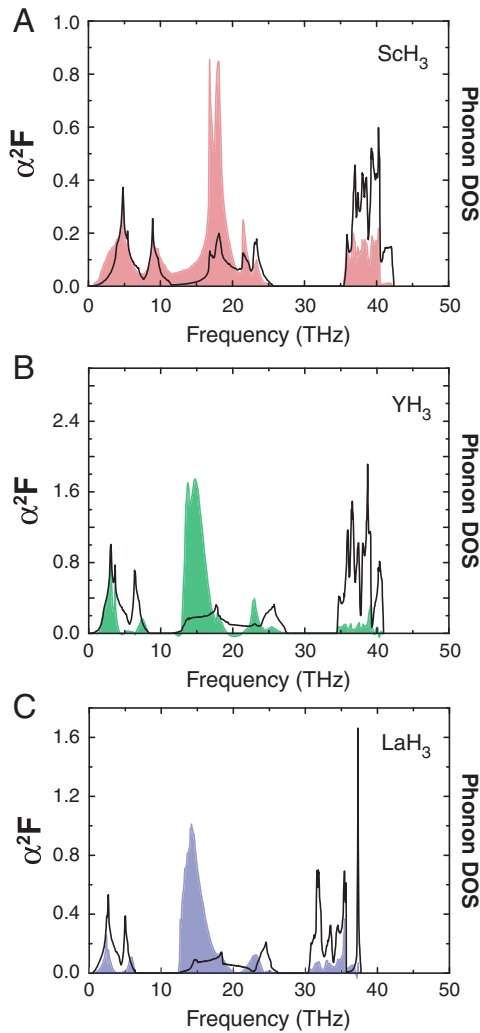 A
ScH3
1.0
0.8
0.6
0.4
0.2
0.0
α²F
Phonon DOS
0 10 20 30 40 50
Frequency (THz)
B
YH3
2.4
1.6
0.8
0.0
α²F
Phonon DOS
0 10 20 30 40 50
Frequency (THz)
C
LaH3
1.6
1.2
0.8
0.4
0.0
α²F
Phonon DOS
0 10 20 30 40 50
Frequency (THz)